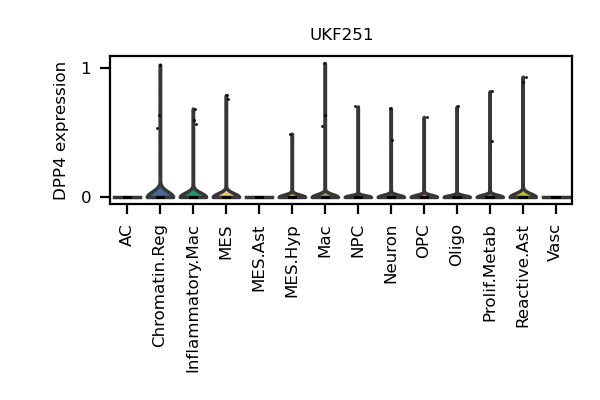 UKF251
DPP4 expression
1
0
AC
Chromatin.Reg
Inflammatory.Mac
MES
MES.Ast
MES.Hyp
Mac
NPC
Neuron
OPC
Oligo
Prolif.Metab
Reactive.Ast
Vasc